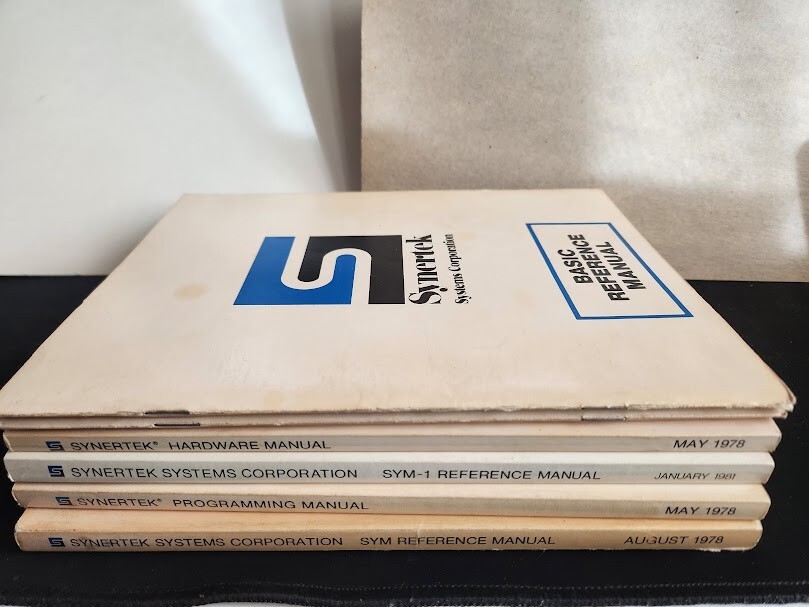 Synertek
Systems Corporation
BASIC
REFERENCE
MANUAL
SYNERTEK® HARDWARE MANUAL MAY 1978
SYNERTEK SYSTEMS CORPORATION SYM-1 REFERENCE MANUAL JANUARY 1981
SYNERTEK® PROGRAMMING MANUAL MAY 1978
SYNERTEK SYSTEMS CORPORATION SYM REFERENCE MANUAL AUGUST 1978